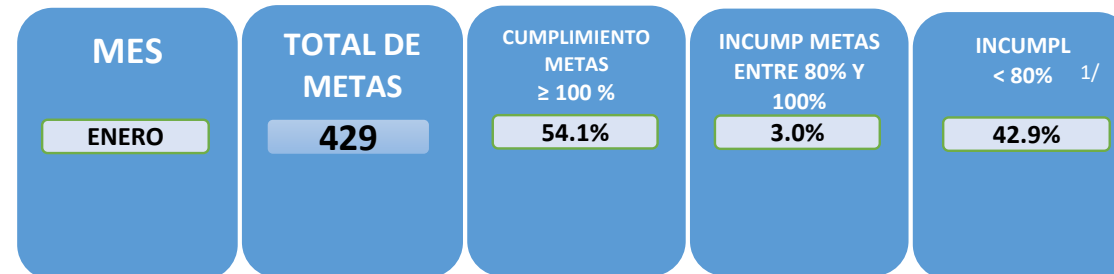 MES
ENERO
TOTAL DE
METAS
429
CUMPLIMIENTO
METAS
≥ 100 %
54.1%
INCUMP METAS
ENTRE 80% Y
100%
3.0%
INCUMPL
< 80% 1/
42.9%